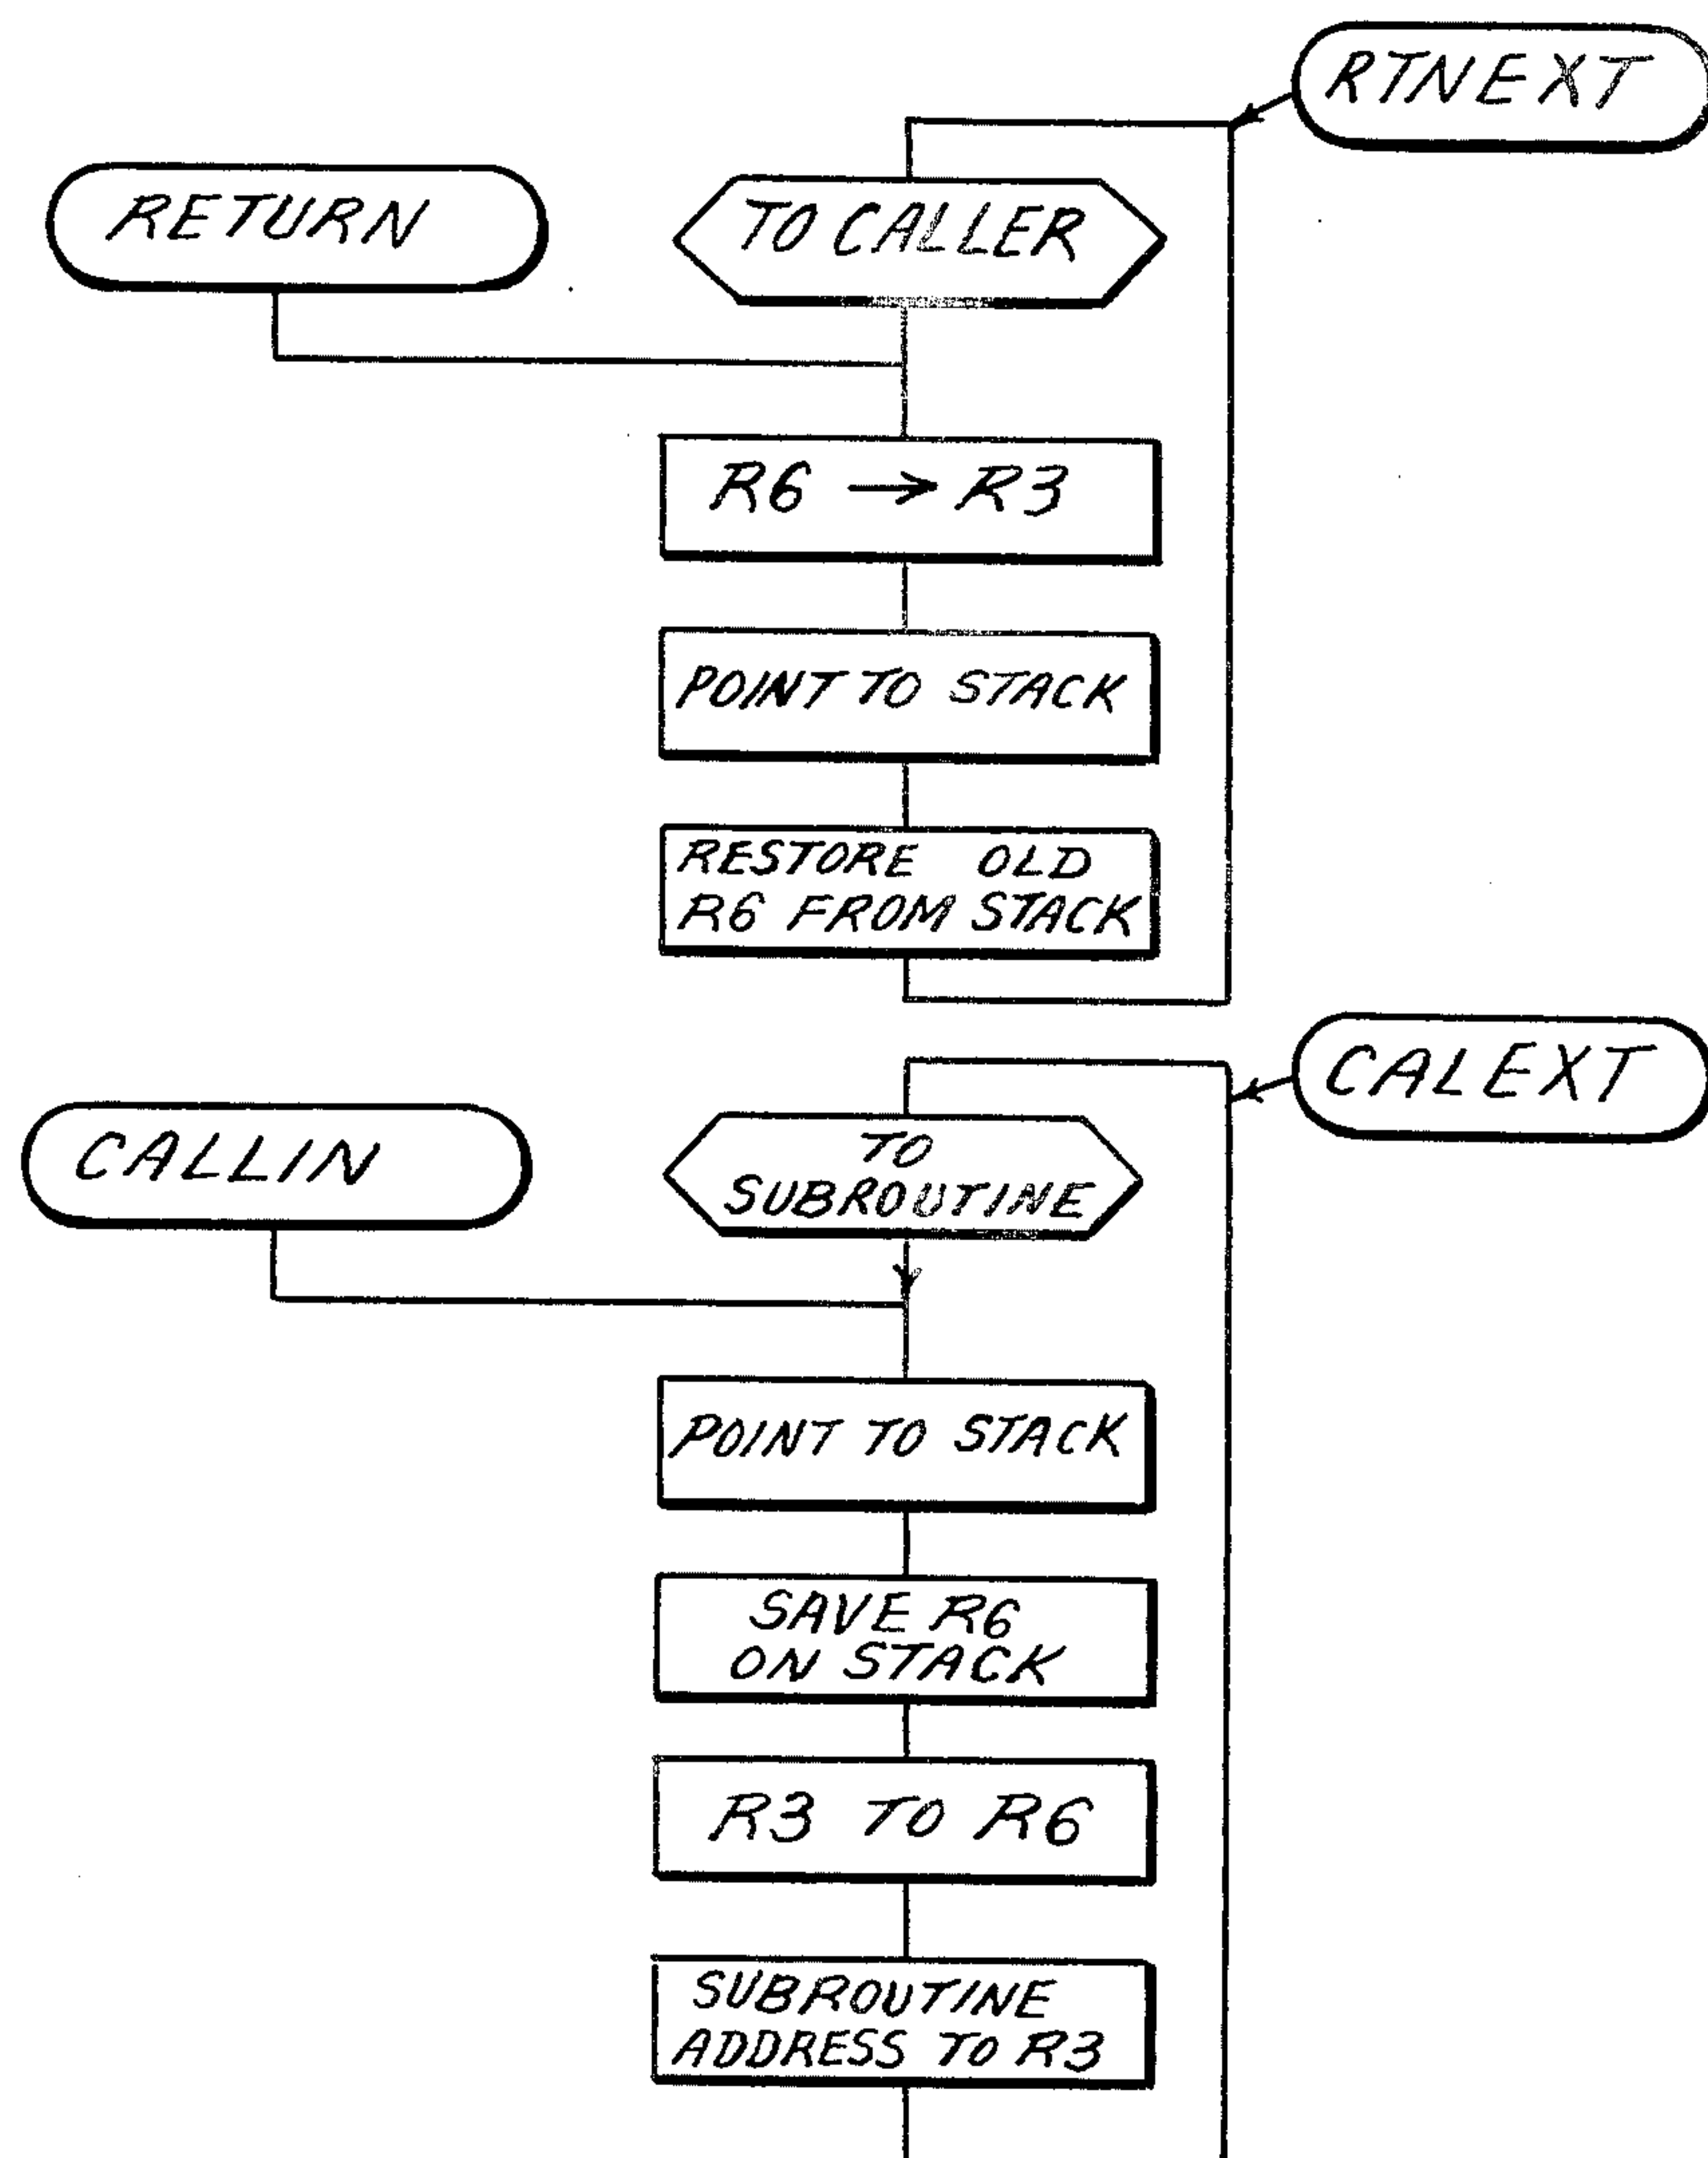 RTNEXT
RETURN
TO CALLER
R6 → R3
POINT TO STACK
RESTORE OLD
R6 FROM STACK
CALEXT
CALLIN
TO
SUBROUTINE
POINT TO STACK
SAVE R6
ON STACK
R3 TO R6
SUBROUTINE
ADDRESS TO R3